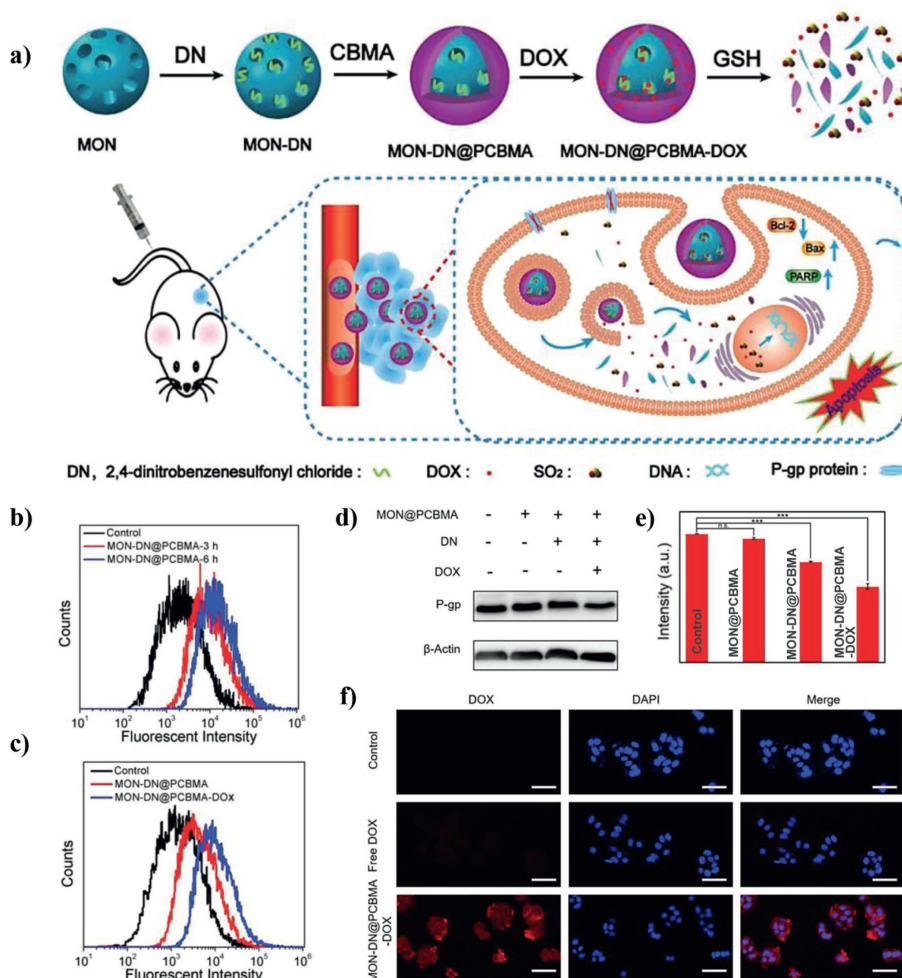 a)
DN
CBMA
DOX
GSH
MON
MON-DN
MON-DN@PCBMA
MON-DN@PCBMA-DOX
Bcl-2
Bax
PARP
Apoptosis
DN, 2,4-dinitrobenzenesulfonyl chloride :
DOX :
SO₂ :
DNA :
P-gp protein :
b)
Control
MON-DN@PCBMA-3 h
MON-DN@PCBMA-6 h
Counts
10¹ 10² 10³ 10⁴ 10⁵ 10⁶
Fluorescent Intensity
c)
Control
MON-DN@PCBMA
MON-DN@PCBMA-DOX
Counts
10¹ 10² 10³ 10⁴ 10⁵ 10⁶
Fluorescent Intensity
d)
MON@PCBMA - + + +
DN - - + +
DOX - - - +
P-gp
β-Actin
e)
Intensity (a.u.)
n.s.
***
***
Control
MON@PCBMA
MON-DN@PCBMA
MON-DN@PCBMA
-DOX
f)
DOX
DAPI
Merge
Control
Free DOX
MON-DN@PCBMA
-DOX